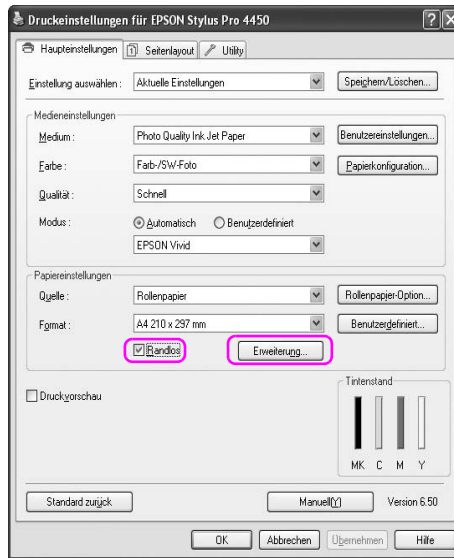 Druckeinstellungen für EPSON Stylus Pro 4450
Haupteinstellungen Seitenlayout Utility
Einstellung auswählen : Aktuelle Einstellungen Speichern/Löschen...
Medieneinstellungen
Medium : Photo Quality Ink Jet Paper Benutzereinstellungen...
Farbe : Farb-/SW-Foto Papierkonfiguration...
Qualität : Schnell
Modus : Automatisch Benutzerdefiniert
EPSON Vivid
Papiereinstellungen
Quelle : Rollenpapier Rollenpapier-Option...
Format : A4 210 x 297 mm Benutzerdefiniert...
Randlos Erweiterung...
Druckvorschau
Tintenstand
MK C M Y
Standard zurück Manuell(Y) Version 6.50
OK Abbrechen Übernehmen Hilfe